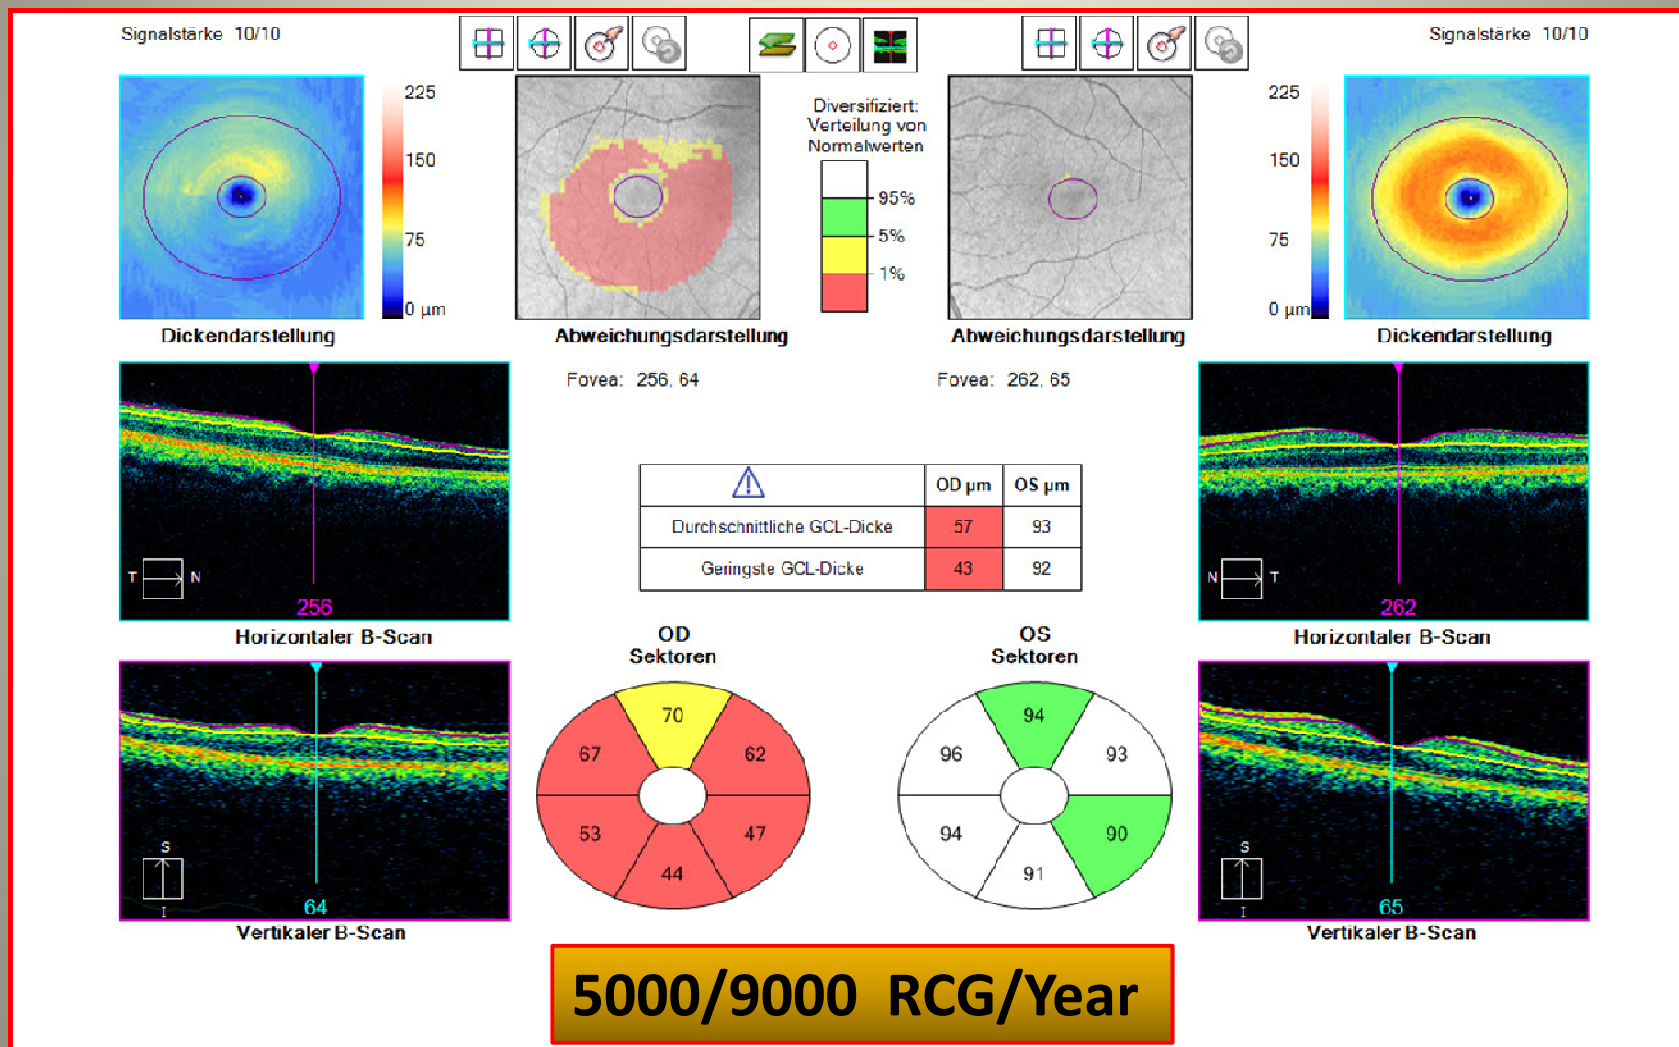 Signalstärke 10/10
Signalstärke 10/10
225
150
75
0 µm
Dickendarstellung
Abweichungsdarstellung
Diversifiziert:
Verteilung von
Normalwerten
95%
5%
1%
Abweichungsdarstellung
225
150
75
0 µm
Dickendarstellung
Fovea: 256, 64
Fovea: 262, 65
T N
256
Horizontaler B-Scan
OD µm OS µm
Durchschnittliche GCL-Dicke 57 93
Geringste GCL-Dicke 43 92
N T
262
Horizontaler B-Scan
S
I
64
Vertikaler B-Scan
OD
Sektoren
70
67 62
53 47
44
OS
Sektoren
94
96 93
94 90
91
S
I
65
Vertikaler B-Scan
5000/9000 RCG/Year